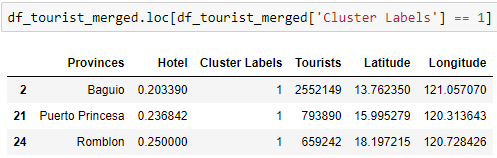 df_tourist_merged.loc[df_tourist_merged['Cluster Labels'] == 1]
Provinces Hotel Cluster Labels Tourists Latitude Longitude
2 Baguio 0.203390 1 2552149 13.762350 121.057070
21 Puerto Princesa 0.236842 1 793890 15.995279 120.313643
24 Romblon 0.250000 1 659242 18.197215 120.728426